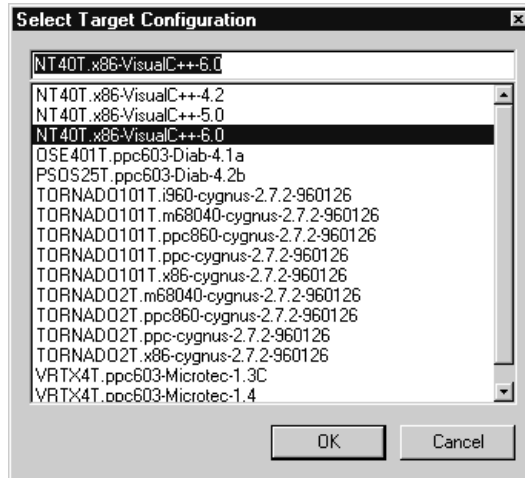 Select Target Configuration
NT40T.x86-VisualC++-6.0
NT40T.x86-VisualC++-4.2
NT40T.x86-VisualC++-5.0
NT40T.x86-VisualC++-6.0
OSE401T.ppc603-Diab-4.1a
PSOS25T.ppc603-Diab-4.2b
TORNADO101T.i960-cygnus-2.7.2-960126
TORNADO101T.m68040-cygnus-2.7.2-960126
TORNADO101T.ppc860-cygnus-2.7.2-960126
TORNADO101T.ppc-cygnus-2.7.2-960126
TORNADO101T.x86-cygnus-2.7.2-960126
TORNADO2T.m68040-cygnus-2.7.2-960126
TORNADO2T.ppc860-cygnus-2.7.2-960126
TORNADO2T.ppc-cygnus-2.7.2-960126
TORNADO2T.x86-cygnus-2.7.2-960126
VRTX4T.ppc603-Microtec-1.3C
VRTX4T.ppc603-Microtec-1.4
OK Cancel